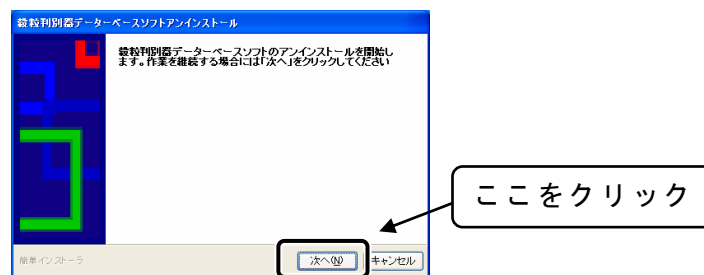 穀粒判別器データーベースソフトアンインストール
穀粒判別器データーベースソフトのアンインストールを開始し
ます。作業を継続する場合には「次へ」をクリックしてください
ここをクリック
簡単インストーラ
次へ(N)
キャンセル